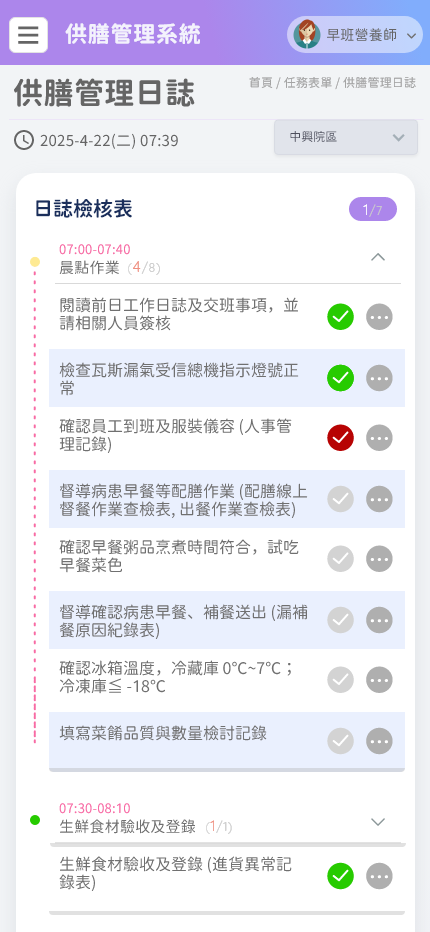 供膳管理系統
早班營養師
供膳管理日誌
首頁 / 任務表單 / 供膳管理日誌
2025-4-22(二) 07:39
中興院區
日誌檢核表
1/7
07:00-07:40
晨點作業 (4/8)
閱讀前日工作日誌及交班事項，並
請相關人員簽核
檢查瓦斯漏氣受信總機指示燈號正
常
確認員工到班及服裝儀容 (人事管
理記錄)
督導病患早餐等配膳作業 (配膳線上
督餐作業查檢表, 出餐作業查檢表)
確認早餐粥品烹煮時間符合，試吃
早餐菜色
督導確認病患早餐、補餐送出 (漏補
餐原因紀錄表)
確認冰箱溫度，冷藏庫 0°C~7°C；
冷凍庫≦ -18°C
填寫菜餚品質與數量檢討記錄
07:30-08:10
生鮮食材驗收及登錄 (1/1)
生鮮食材驗收及登錄 (進貨異常記
錄表)